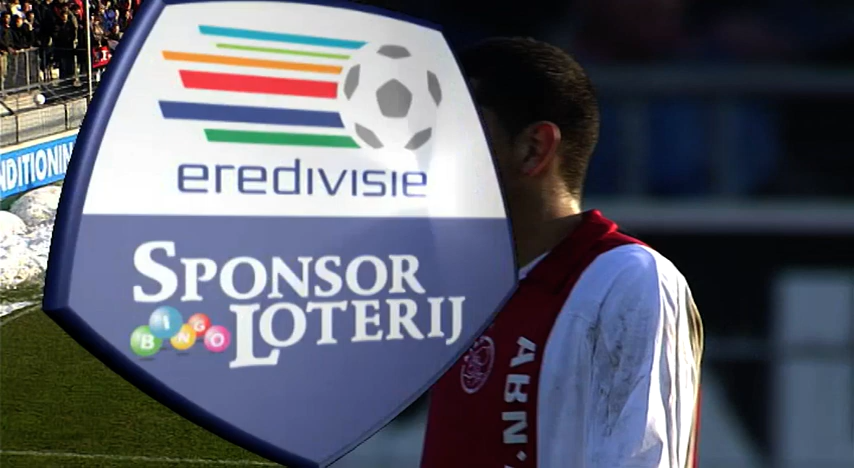 NDITIONIN
eredivisie
SPONSOR
BINGO LOTERIJ
ABN